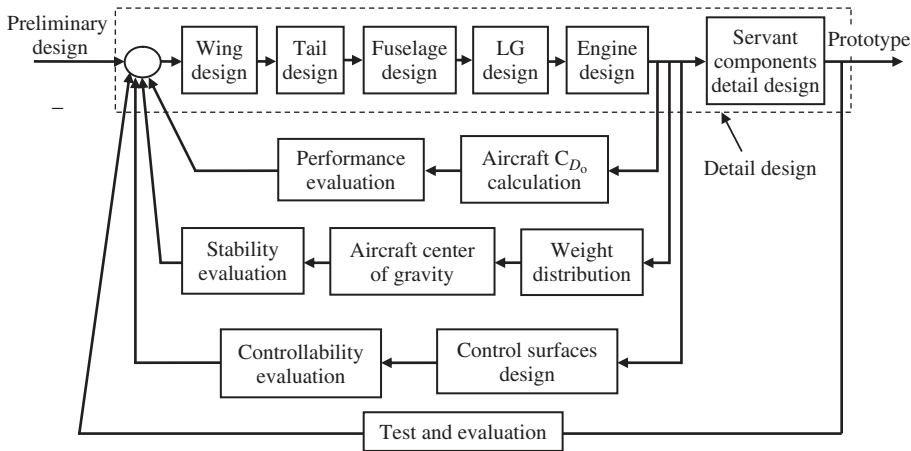 Preliminary
design
–
Wing
design
Tail
design
Fuselage
design
LG
design
Engine
design
Servant
components
detail design
Prototype
Detail design
Performance
evaluation
Aircraft C_{D_o}
calculation
Stability
evaluation
Aircraft center
of gravity
Weight
distribution
Controllability
evaluation
Control surfaces
design
Test and evaluation